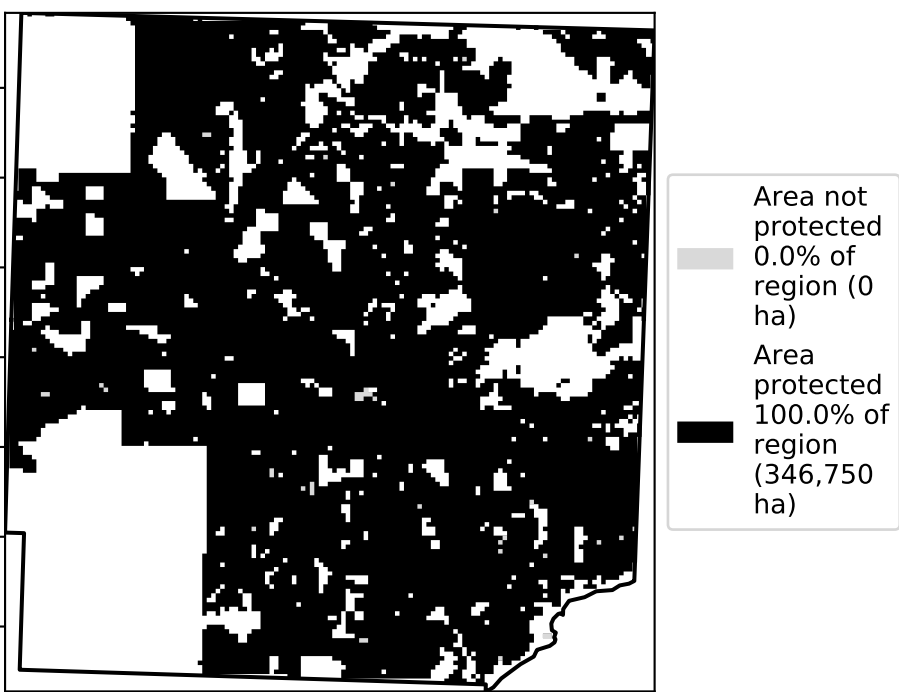 Area not
protected
0.0% of
region (0
ha)
Area
protected
100.0% of
region
(346,750
ha)